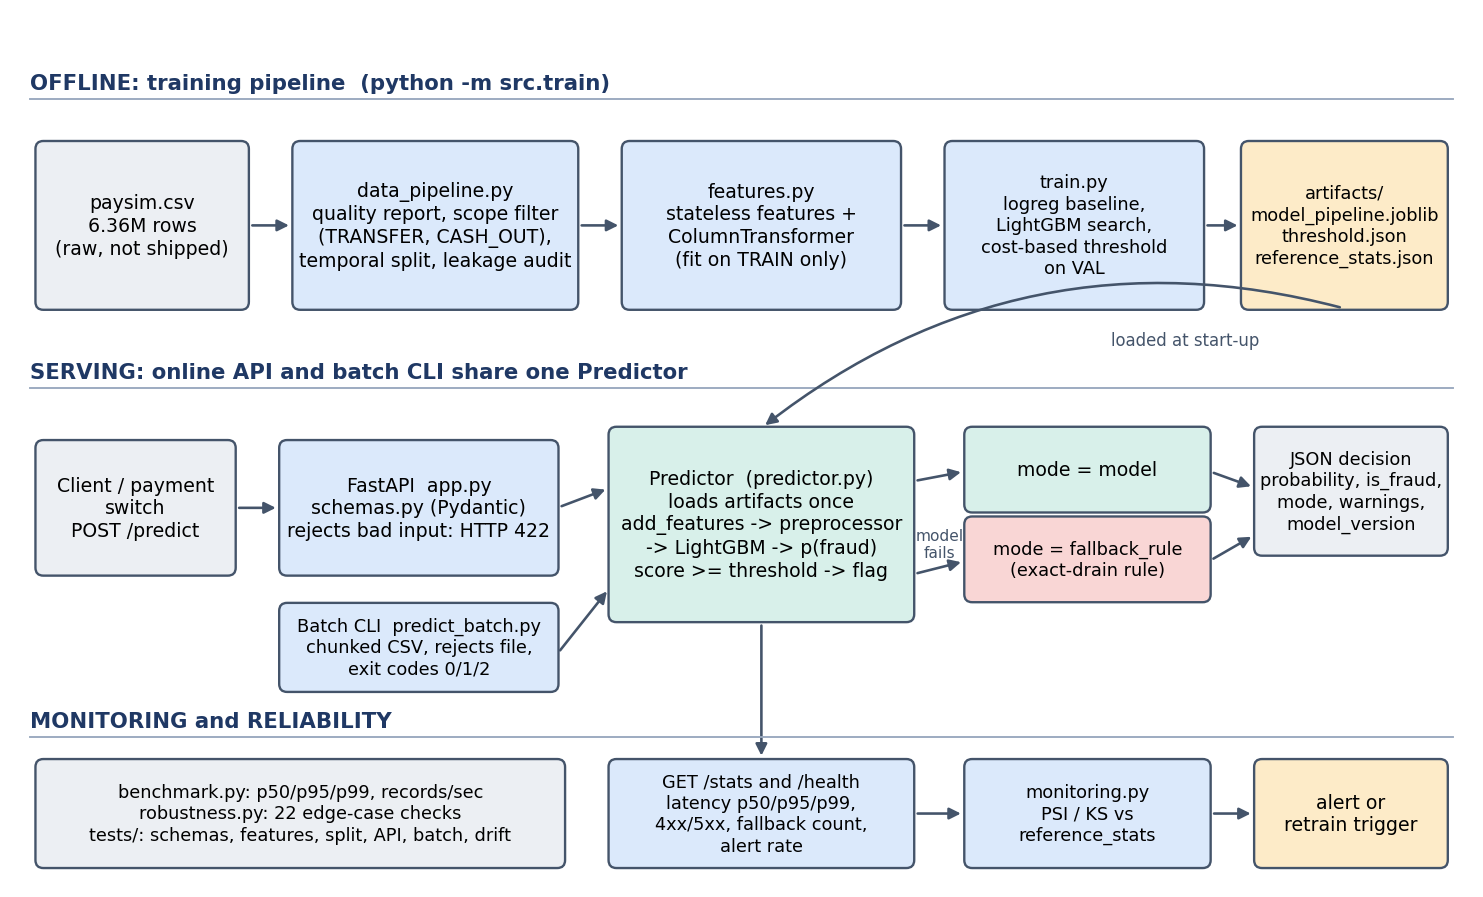 OFFLINE: training pipeline  (python -m src.train)
paysim.csv
6.36M rows
(raw, not shipped)
data_pipeline.py
quality report, scope filter
(TRANSFER, CASH_OUT),
temporal split, leakage audit
features.py
stateless features +
ColumnTransformer
(fit on TRAIN only)
train.py
logreg baseline,
LightGBM search,
cost-based threshold
on VAL
artifacts/
model_pipeline.joblib
threshold.json
reference_stats.json
loaded at start-up
SERVING: online API and batch CLI share one Predictor
Client / payment
switch
POST /predict
FastAPI  app.py
schemas.py (Pydantic)
rejects bad input: HTTP 422
Batch CLI  predict_batch.py
chunked CSV, rejects file,
exit codes 0/1/2
Predictor  (predictor.py)
loads artifacts once
add_features -> preprocessor
-> LightGBM -> p(fraud)
score >= threshold -> flag
model
fails
mode = model
mode = fallback_rule
(exact-drain rule)
JSON decision
probability, is_fraud,
mode, warnings,
model_version
MONITORING and RELIABILITY
benchmark.py: p50/p95/p99, records/sec
robustness.py: 22 edge-case checks
tests/: schemas, features, split, API, batch, drift
GET /stats and /health
latency p50/p95/p99,
4xx/5xx, fallback count,
alert rate
monitoring.py
PSI / KS vs
reference_stats
alert or
retrain trigger